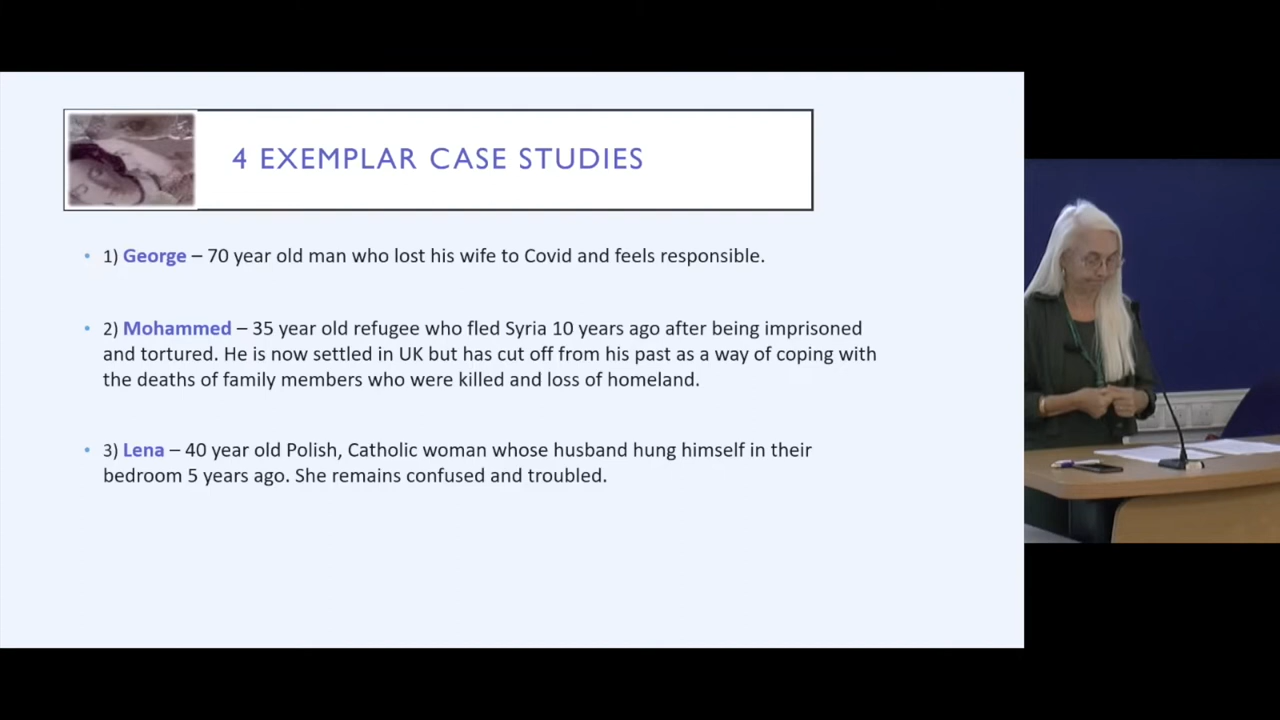 4 EXEMPLAR CASE STUDIES
• 1) George – 70 year old man who lost his wife to Covid and feels responsible.
• 2) Mohammed – 35 year old refugee who fled Syria 10 years ago after being imprisoned
and tortured. He is now settled in UK but has cut off from his past as a way of coping with
the deaths of family members who were killed and loss of homeland.
• 3) Lena – 40 year old Polish, Catholic woman whose husband hung himself in their
bedroom 5 years ago. She remains confused and troubled.